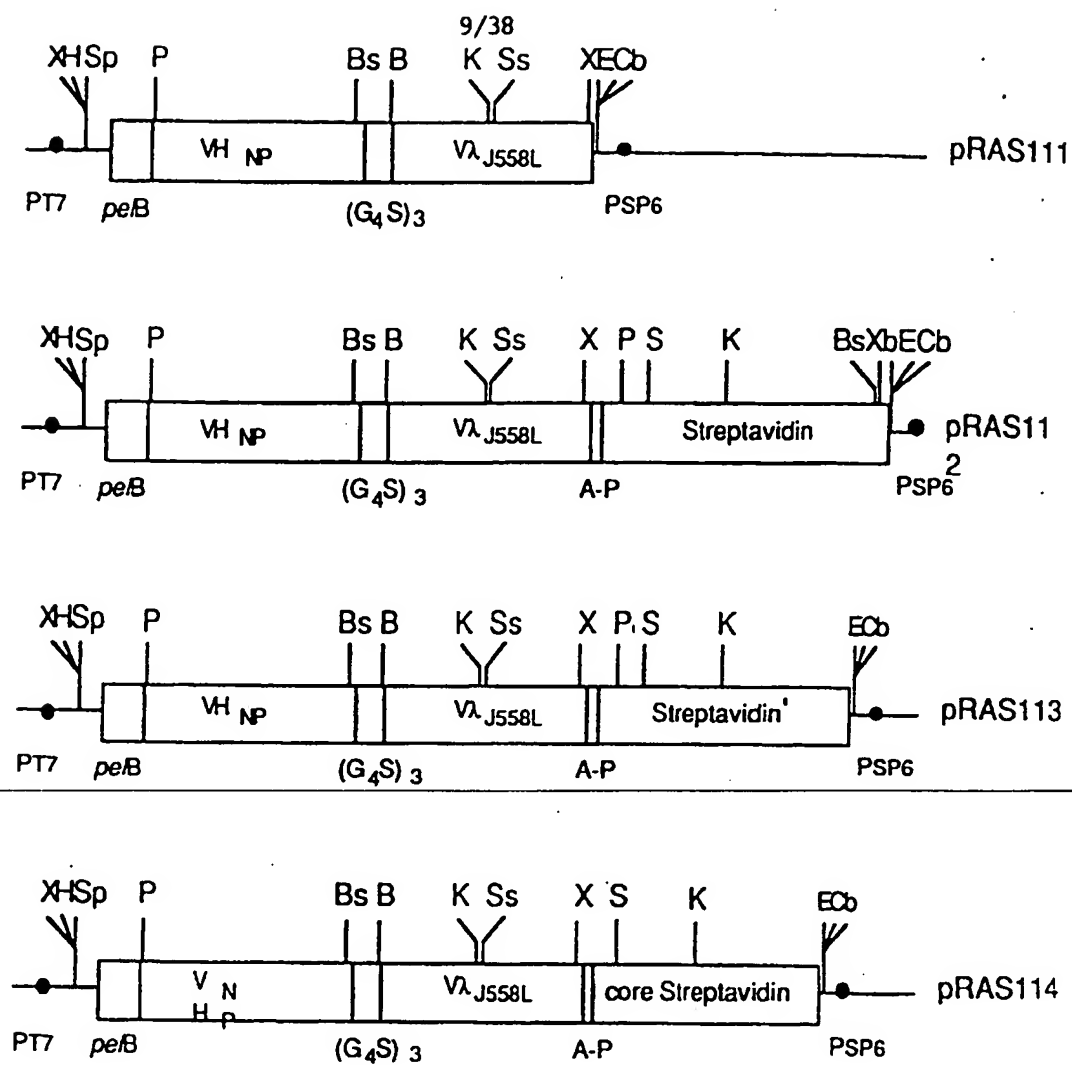 9/38
XHSp P Bs B K Ss XECb
VH NP Vλ J558L pRAS111
PT7 pelB (G4S)3 PSP6
XHSp P Bs B K Ss X P S K BsXbECb
VH NP Vλ J558L Streptavidin pRAS11
2
PT7 pelB (G4S)3 A-P PSP6
XHSp P Bs B K Ss X P S K ECb
VH NP Vλ J558L Streptavidin' pRAS113
PT7 pelB (G4S)3 A-P PSP6
XHSp P Bs B K Ss X S K ECb
V N Vλ J558L core Streptavidin pRAS114
H P
PT7 pelB (G4S)3 A-P PSP6